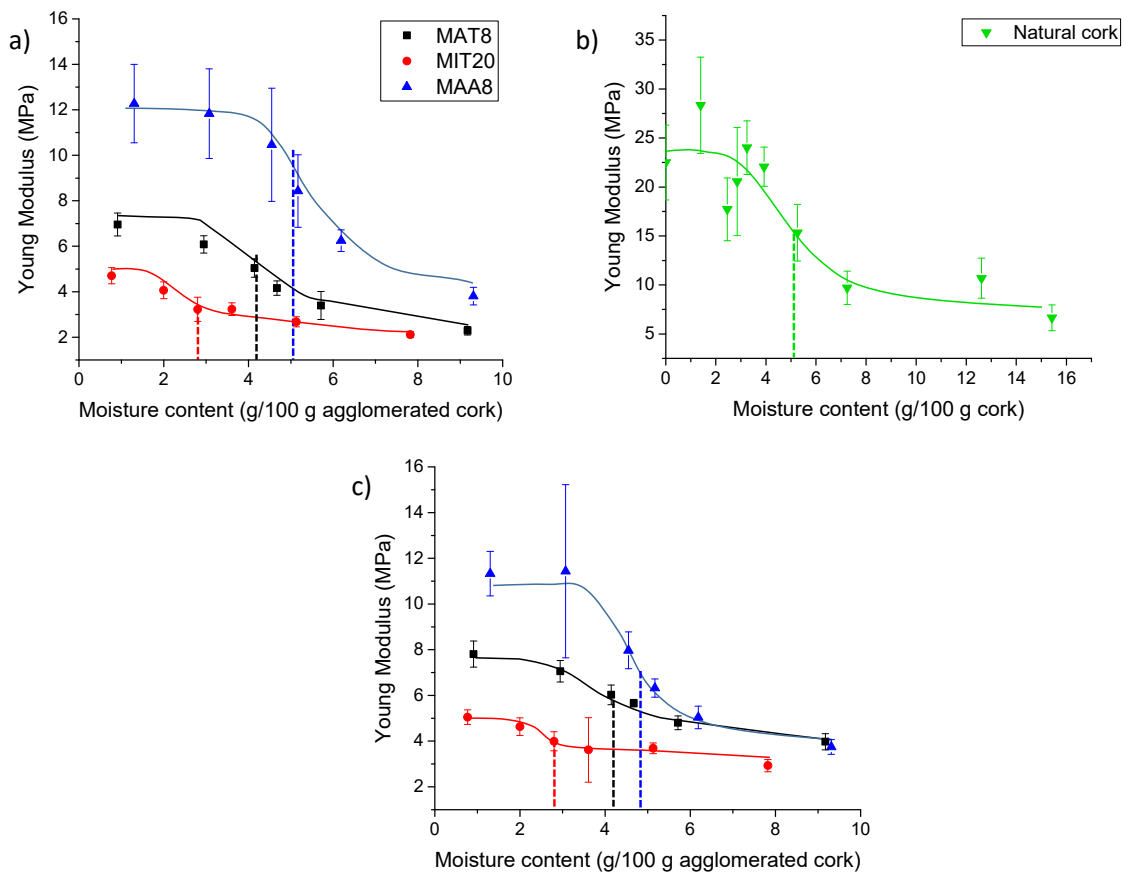 a)
MAT8
MIT20
MAA8
Young Modulus (MPa)
16
14
12
10
8
6
4
2
0 2 4 6 8 10
Moisture content (g/100 g agglomerated cork)
b)
Natural cork
Young Modulus (MPa)
35
30
25
20
15
10
5
0 2 4 6 8 10 12 14 16
Moisture content (g/100 g cork)
c)
Young Modulus (MPa)
16
14
12
10
8
6
4
2
0 2 4 6 8 10
Moisture content (g/100 g agglomerated cork)